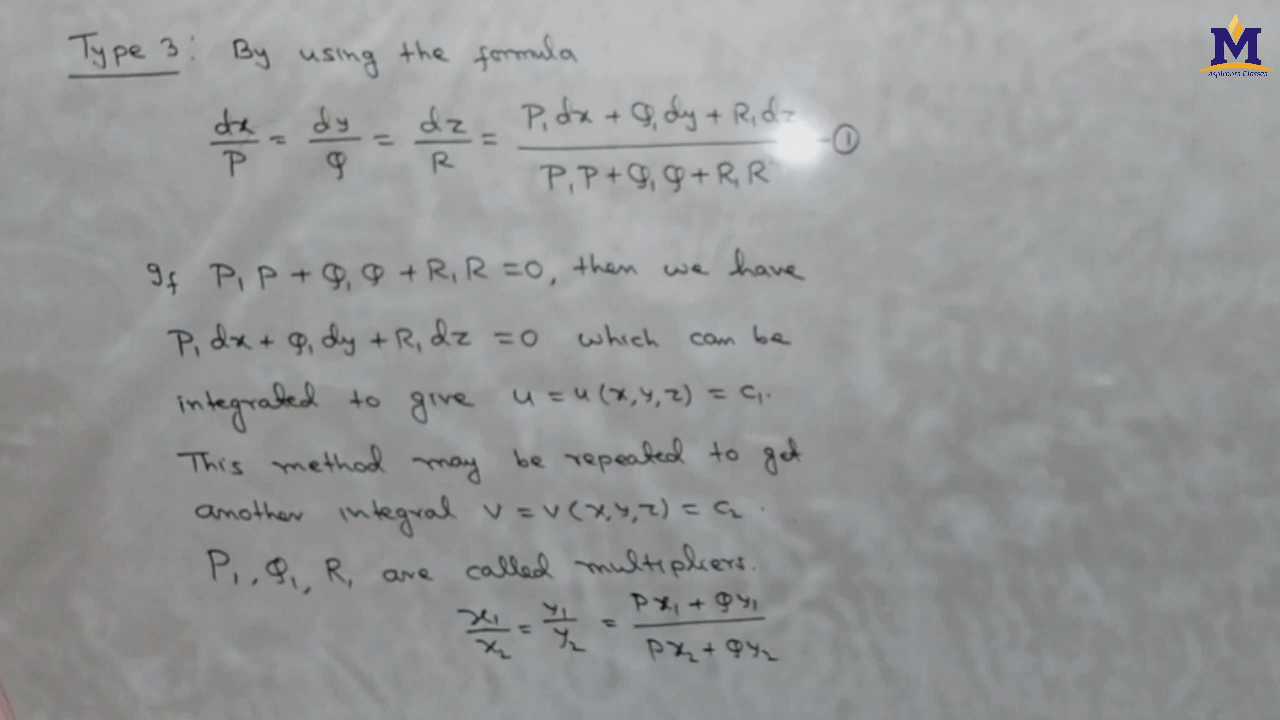 M
Aspirants Classes
Type 3: By using the formula
dx/P = dy/Q = dz/R = P₁dx + Q₁dy + R₁dz / P₁P + Q₁Q + R₁R - ①
If P₁P + Q₁Q + R₁R = 0, then we have
P₁dx + Q₁dy + R₁dz = 0 which can be
integrated to give u = u(x,y,z) = c₁.
This method may be repeated to get
another integral v = v(x,y,z) = c₂.
P₁, Q₁, R₁ are called multipliers.
x₁/x₂ = y₁/y₂ = Px₁ + Qy₁ / Px₂ + Qy₂